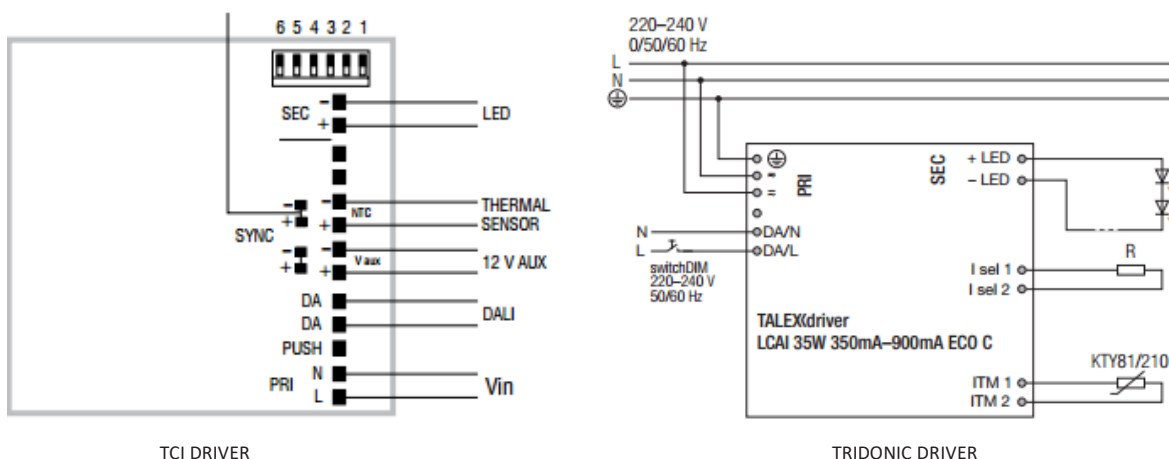 6 5 4 3 2 1
SEC
-
+
LED
-
+
NTC
THERMAL
SENSOR
-
+
SYNC
-
+
-
+
V aux
12 V AUX
DA
DA
DALI
PUSH
PRI
N
L
Vin
TCI DRIVER
220–240 V
0/50/60 Hz
L
N
PRI
SEC
+ LED
– LED
N
L
DA/N
DA/L
switchDIM
220–240 V
50/60 Hz
I sel 1
I sel 2
R
TALEXdriver
LCAI 35W 350mA–900mA ECO C
ITM 1
ITM 2
KTY81/210
TRIDONIC DRIVER